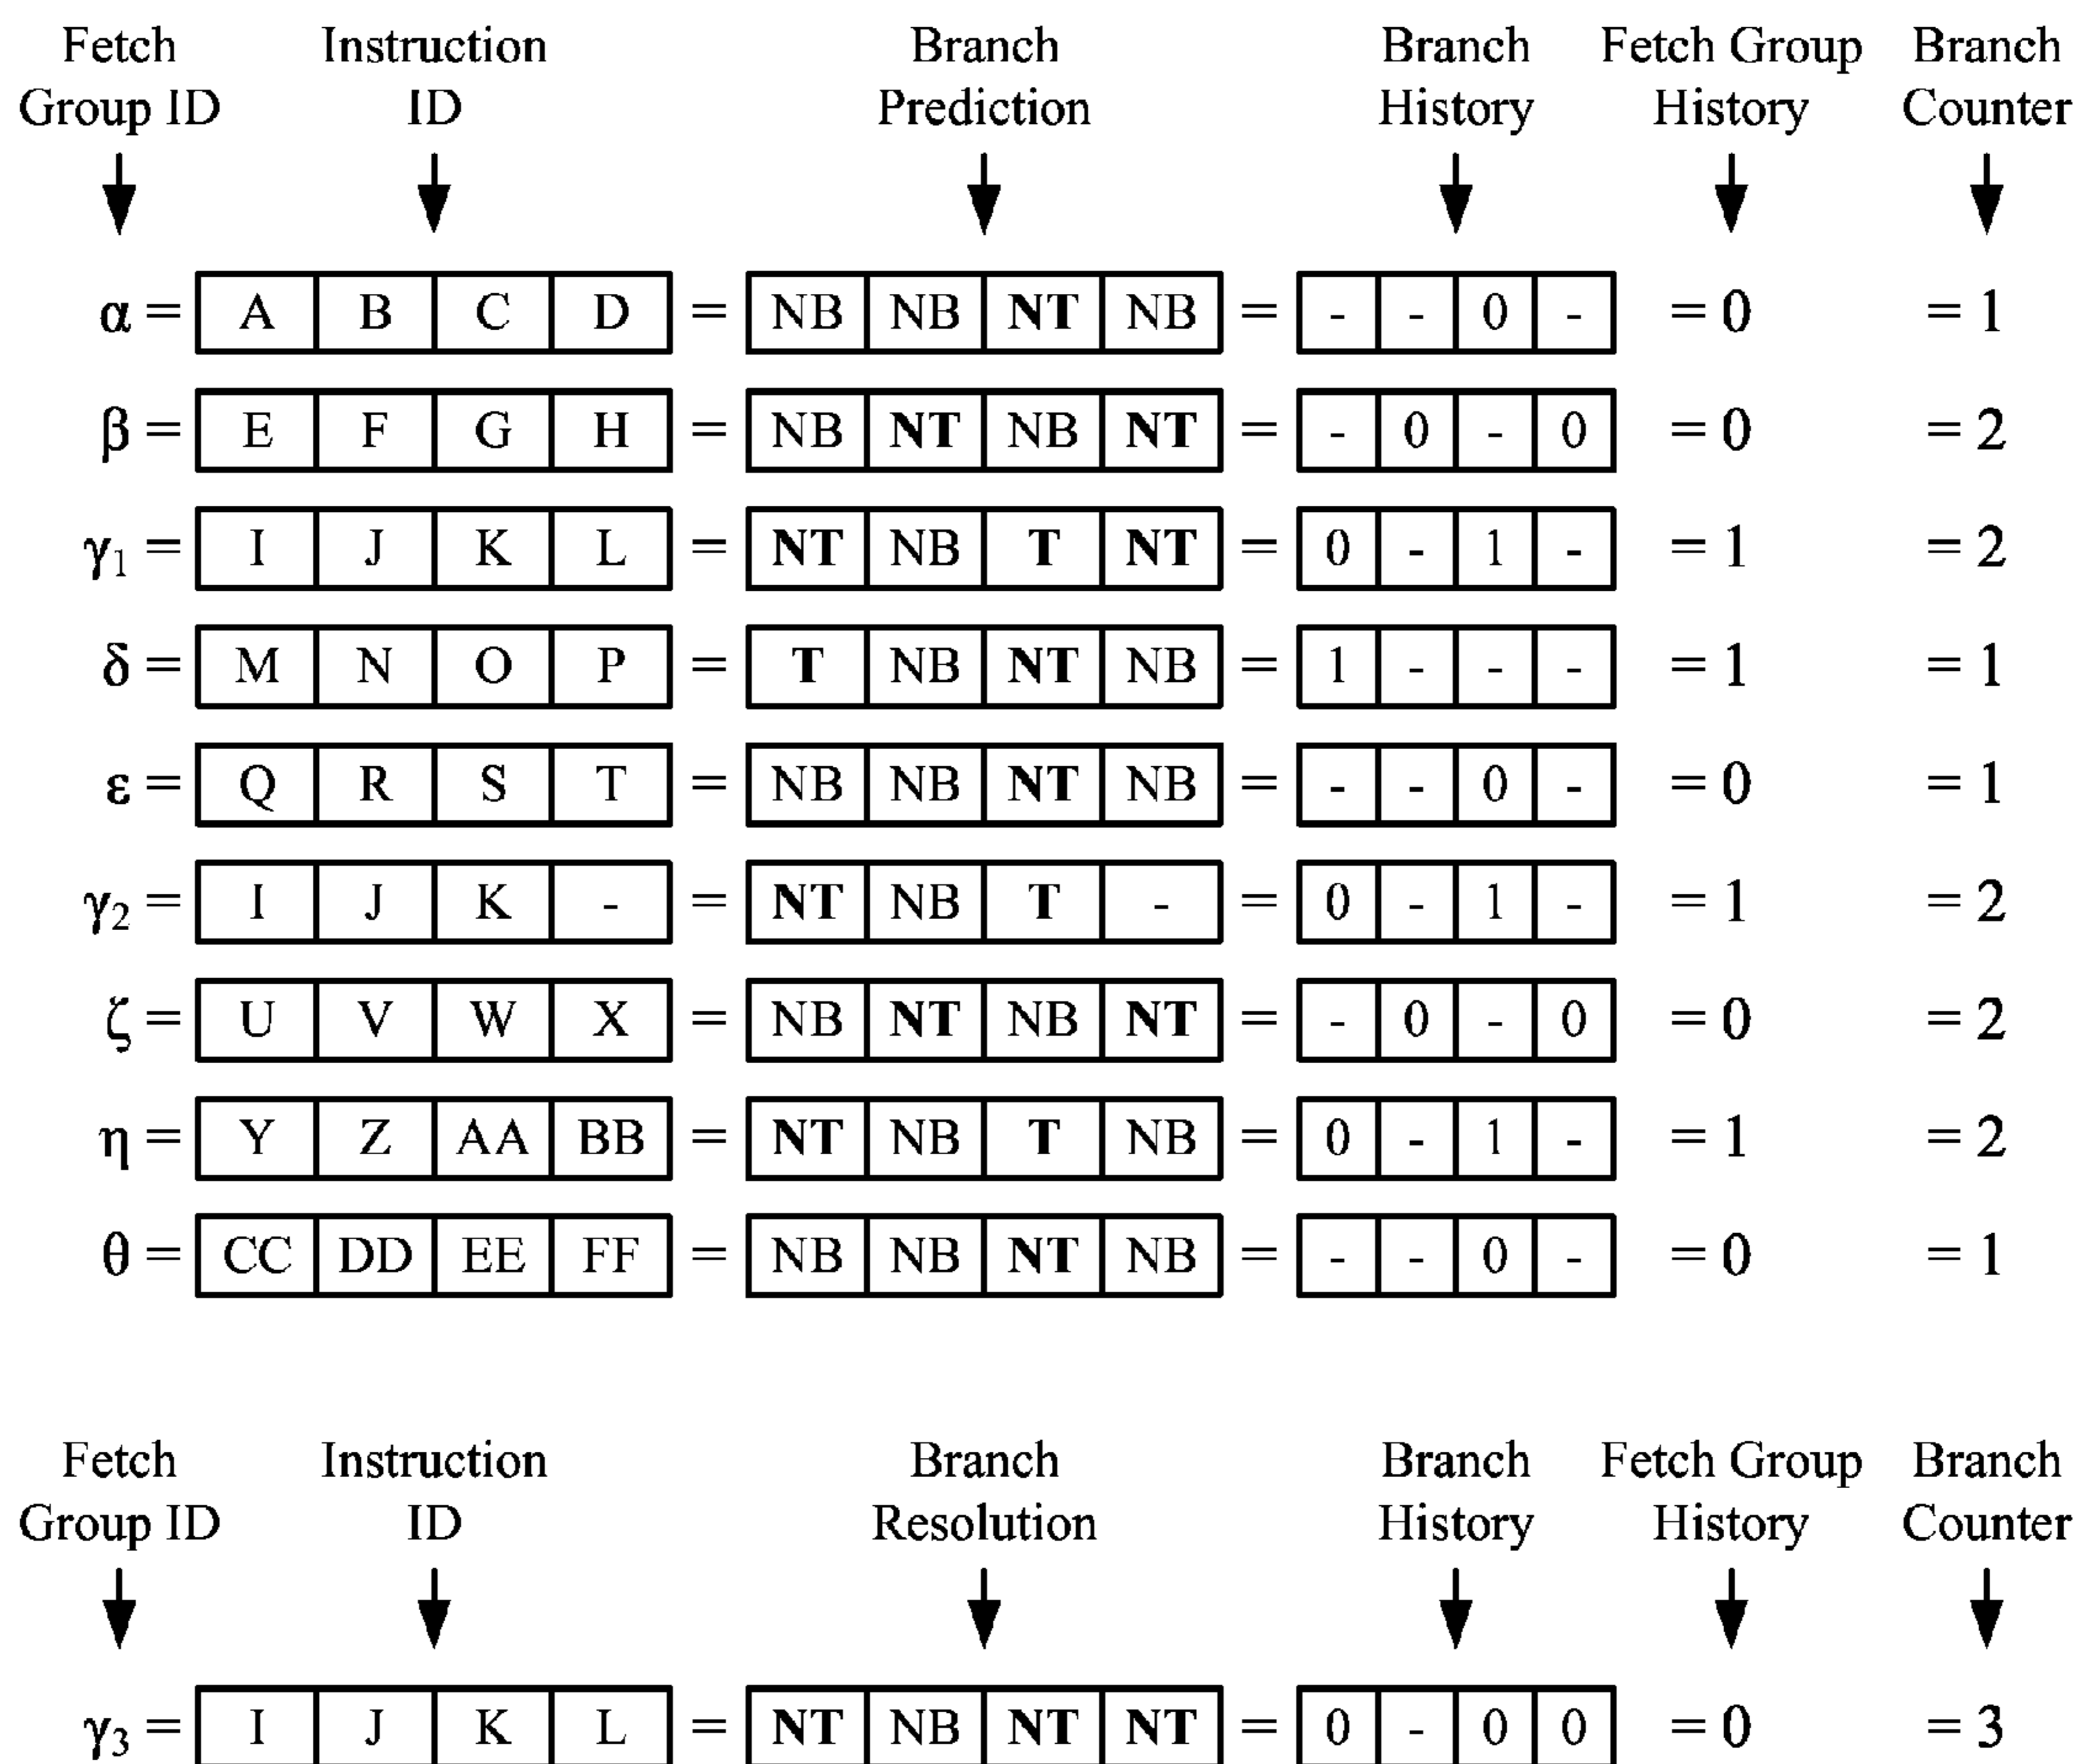 Fetch Instruction Branch Branch Fetch Group Branch
Group ID ID Prediction History History Counter
α = A B C D = NB NB NT NB = - - 0 - = 0 = 1
β = E F G H = NB NT NB NT = - 0 - 0 = 0 = 2
γ1 = I J K L = NT NB T NT = 0 - 1 - = 1 = 2
δ = M N O P = T NB NT NB = 1 - - - = 1 = 1
ε = Q R S T = NB NB NT NB = - - 0 - = 0 = 1
γ2 = I J K - = NT NB T - = 0 - 1 - = 1 = 2
ζ = U V W X = NB NT NB NT = - 0 - 0 = 0 = 2
η = Y Z AA BB = NT NB T NB = 0 - 1 - = 1 = 2
θ = CC DD EE FF = NB NB NT NB = - - 0 - = 0 = 1
Fetch Instruction Branch Branch Fetch Group Branch
Group ID ID Resolution History History Counter
γ3 = I J K L = NT NB NT NT = 0 - 0 0 = 0 = 3